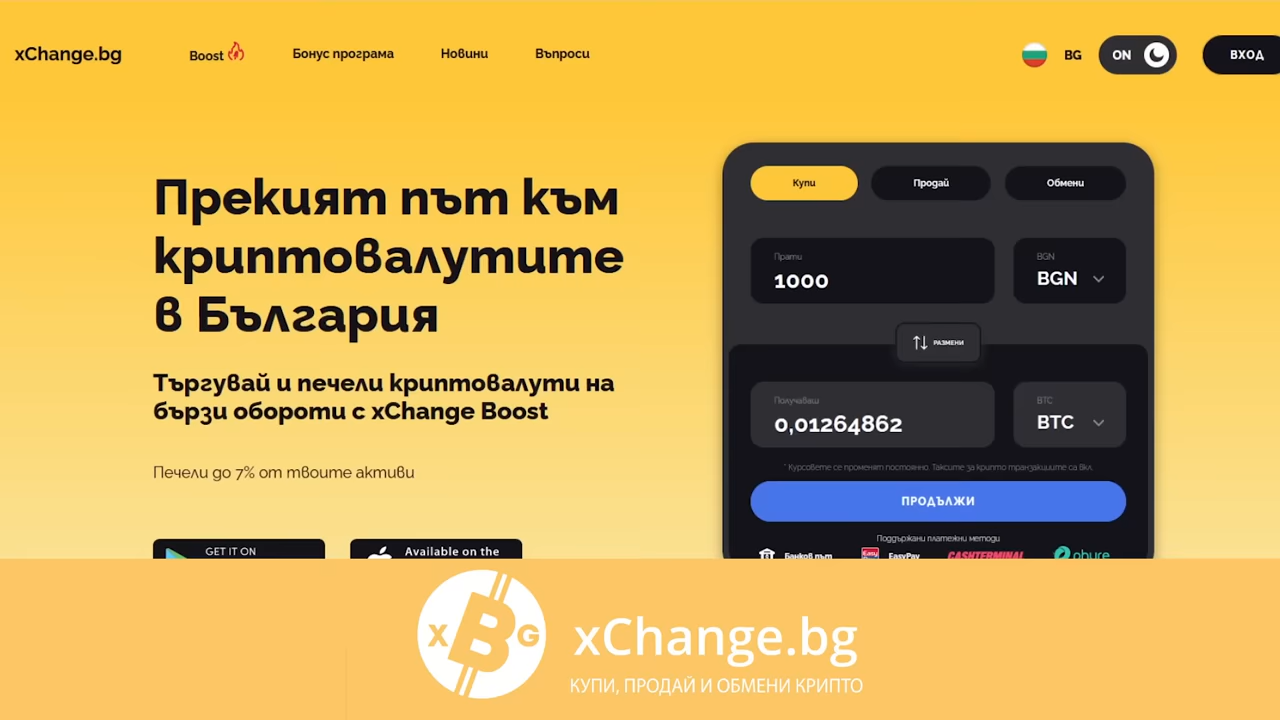 xChange.bg
Boost
Бонус програма
Новини
Въпроси
BG
ON
ВХОД
Прекият път към
криптовалутите
в България
Търгувай и печели криптовалути на
бързи обороти с xChange Boost
Печели до 7% от твоите активи
GET IT ON
Available on the
Купи
Продай
Обмени
Прати
1000
BGN
BGN
РАЗМЕНИ
Получаваш
0,01264862
BTC
BTC
* Курсовете се променят постоянно. Таксите за крипто транзакциите са вкл.
ПРОДЪЛЖИ
Поддържани платежни методи
Банков път
Easy
EasyPay
CASHTERMINAL
phyre
X B G
xChange.bg
КУПИ, ПРОДАЙ И ОБМЕНИ КРИПТО